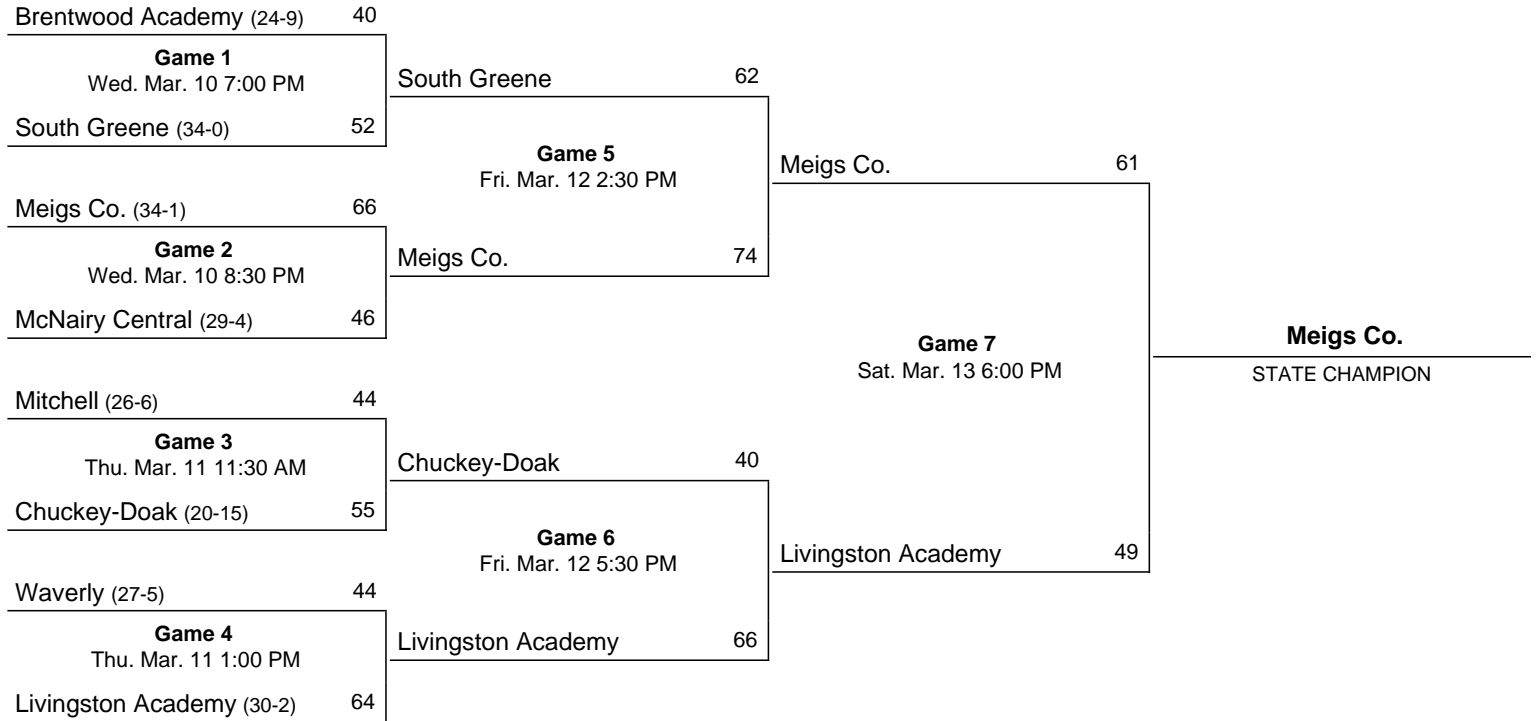 Brentwood Academy (24-9) 40
Game 1
Wed. Mar. 10 7:00 PM
South Greene (34-0) 52
Meigs Co. (34-1) 66
Game 2
Wed. Mar. 10 8:30 PM
McNairy Central (29-4) 46
Mitchell (26-6) 44
Game 3
Thu. Mar. 11 11:30 AM
Chuckey-Doak (20-15) 55
Waverly (27-5) 44
Game 4
Thu. Mar. 11 1:00 PM
Livingston Academy (30-2) 64
South Greene 62
Game 5
Fri. Mar. 12 2:30 PM
Meigs Co. 74
Chuckey-Doak 40
Game 6
Fri. Mar. 12 5:30 PM
Livingston Academy 66
Meigs Co. 61
Game 7
Sat. Mar. 13 6:00 PM
Livingston Academy 49
Meigs Co.
STATE CHAMPION